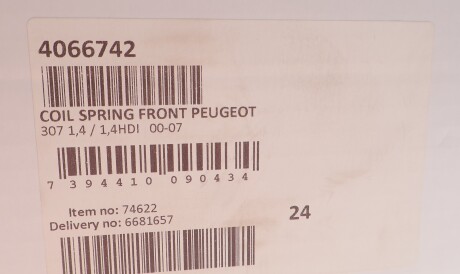 4066742
COIL SPRING FRONT PEUGEOT
307 1,4 / 1,4HDI 00-07
7 394410 090434
Item no: 74622
Delivery no: 6681657
24